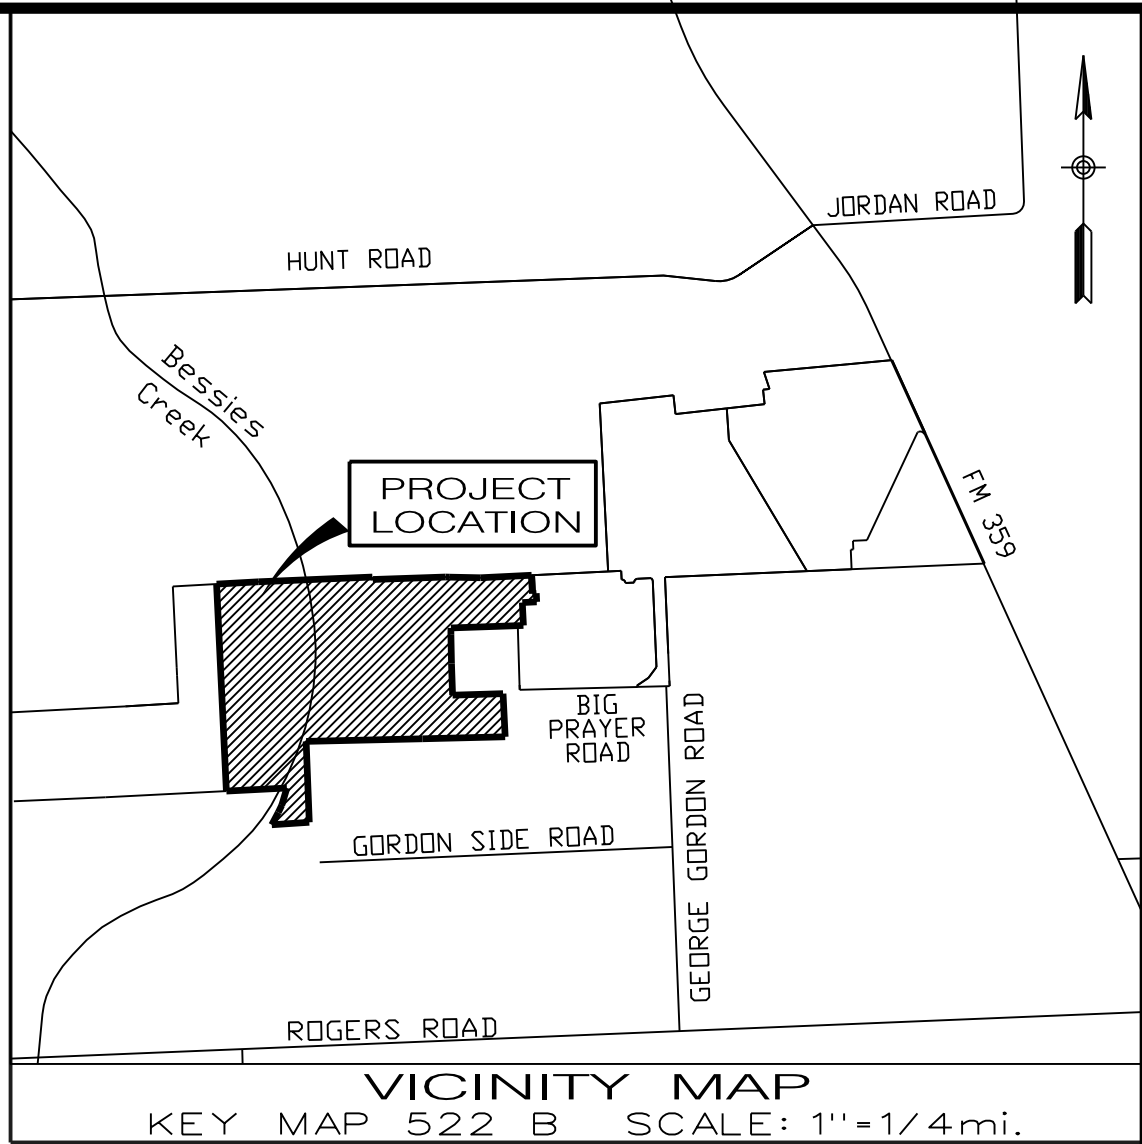 JORDAN ROAD
HUNT ROAD
Bessies
Creek
PROJECT
LOCATION
FM 359
BIG
PRAYER
ROAD
GEORGE GORDON ROAD
GORDON SIDE ROAD
ROGERS ROAD
VICINITY MAP
KEY MAP 522 B SCALE: 1"=1/4mi.